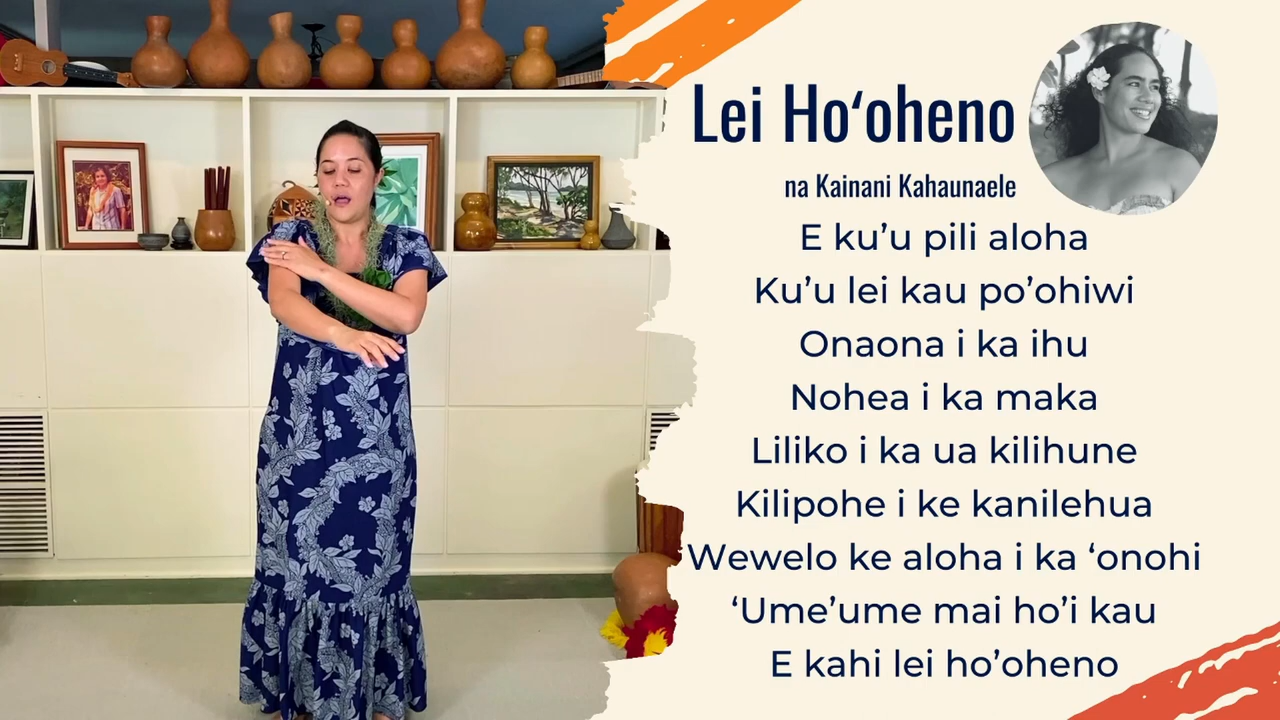 Lei Hoʻoheno
na Kainani Kahaunaele
E ku’u pili aloha
Ku’u lei kau po’ohiwi
Onaona i ka ihu
Nohea i ka maka
Liliko i ka ua kilihune
Kilipohe i ke kanilehua
Wewelo ke aloha i ka ‘onohi
‘Ume’ume mai ho’i kau
E kahi lei ho’oheno